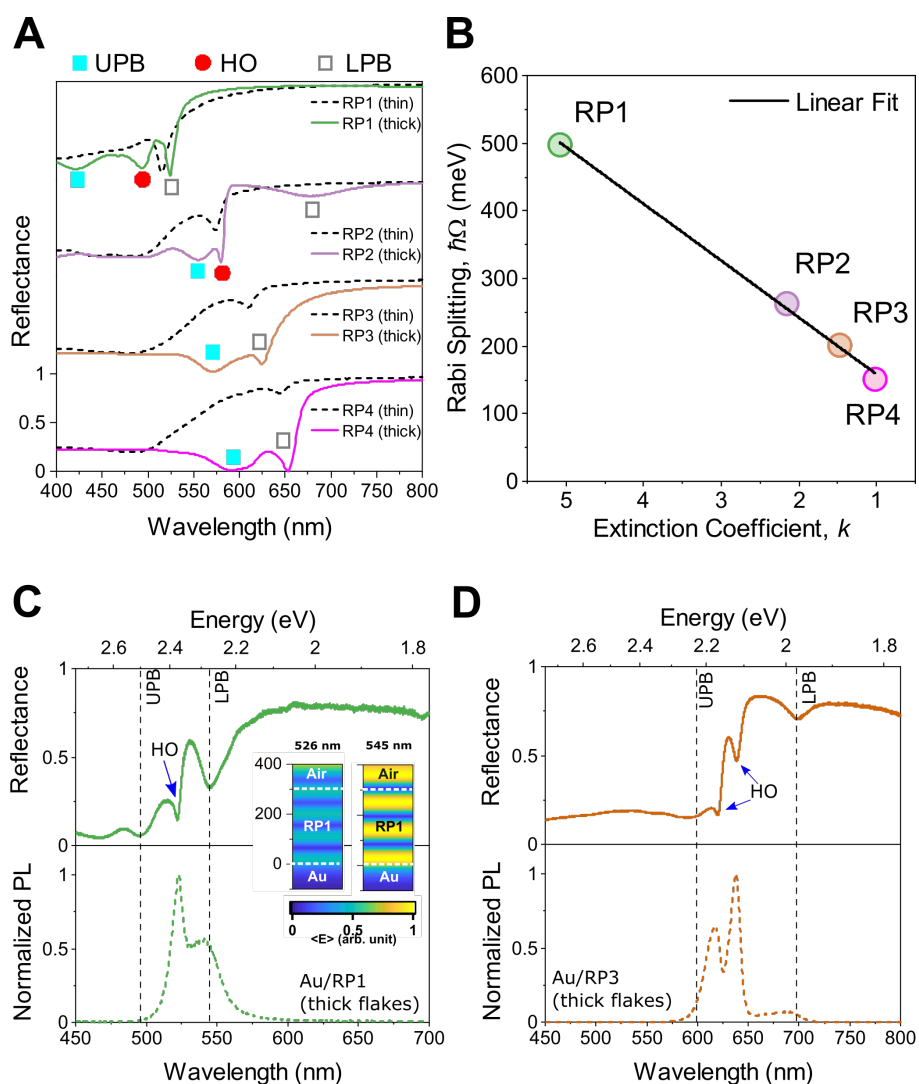 A
UPB HO LPB
RP1 (thin)
RP1 (thick)
RP2 (thin)
RP2 (thick)
RP3 (thin)
RP3 (thick)
RP4 (thin)
RP4 (thick)
1
0.5
0
Reflectance
400 450 500 550 600 650 700 750 800
Wavelength (nm)
B
Linear Fit
RP1
RP2
RP3
RP4
600
500
400
300
200
100
0
Rabi Splitting, ℏΩ (meV)
5 4 3 2 1
Extinction Coefficient, k
C
Energy (eV)
2.6 2.4 2.2 2 1.8
1
0.5
0
Reflectance
UPB
LPB
HO
526 nm 545 nm
400
200
0
Air
RP1
Au
Air
RP1
Au
0 0.5 1
<E> (arb. unit)
1
0.5
0
Normalized PL
Au/RP1
(thick flakes)
450 500 550 600 650 700
Wavelength (nm)
D
Energy (eV)
2.6 2.4 2.2 2 1.8
1
0.5
0
Reflectance
UPB
LPB
HO
1
0.5
0
Normalized PL
Au/RP3
(thick flakes)
450 500 550 600 650 700 750 800
Wavelength (nm)